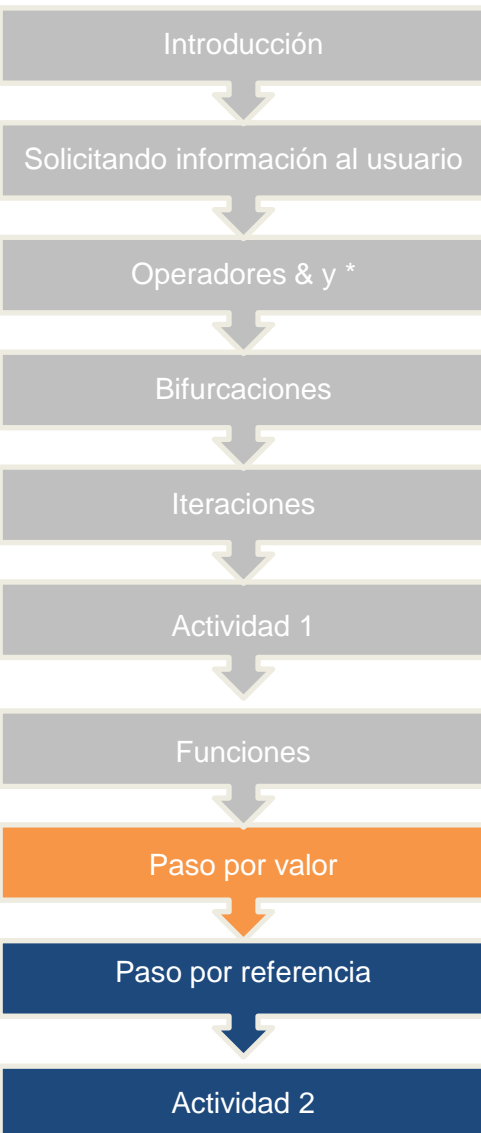 Introducción
Solicitando información al usuario
Operadores & y *
Bifurcaciones
Iteraciones
Actividad 1
Funciones
Paso por valor
Paso por referencia
Actividad 2